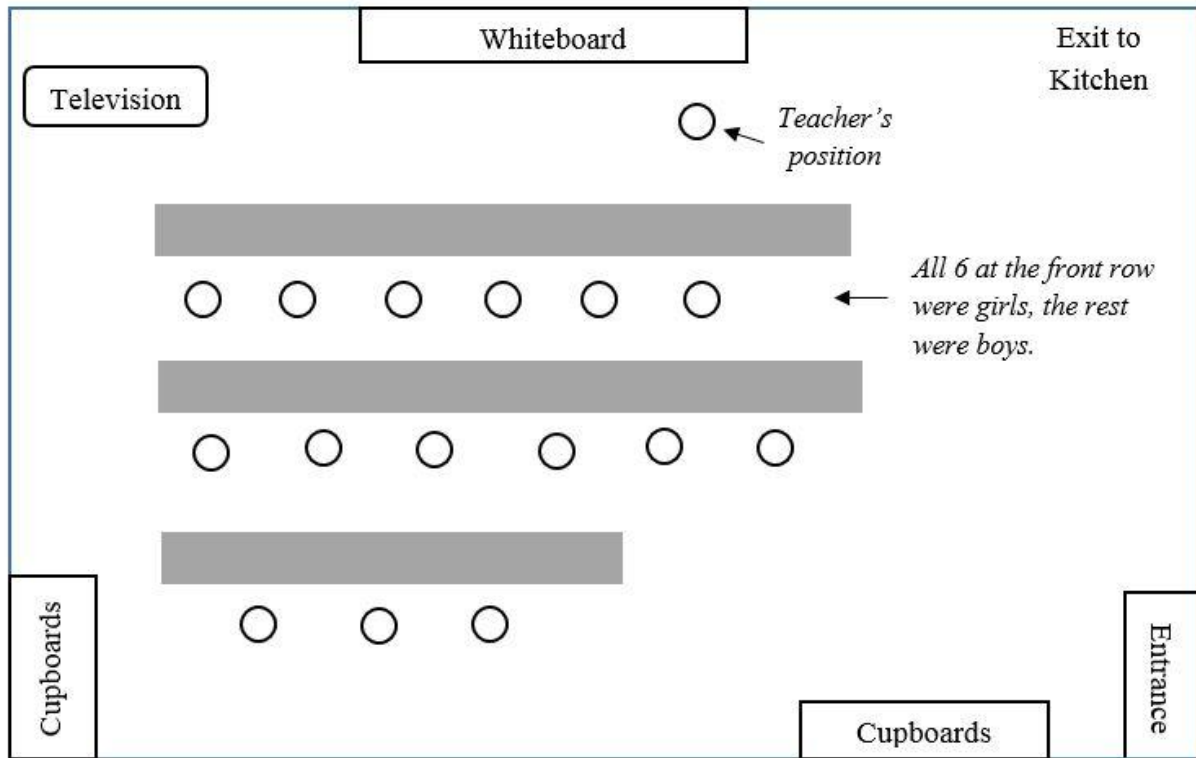 Whiteboard
Exit to
Kitchen
Television
Teacher’s
position
All 6 at the front row
were girls, the rest
were boys.
Cupboards
Entrance
Cupboards